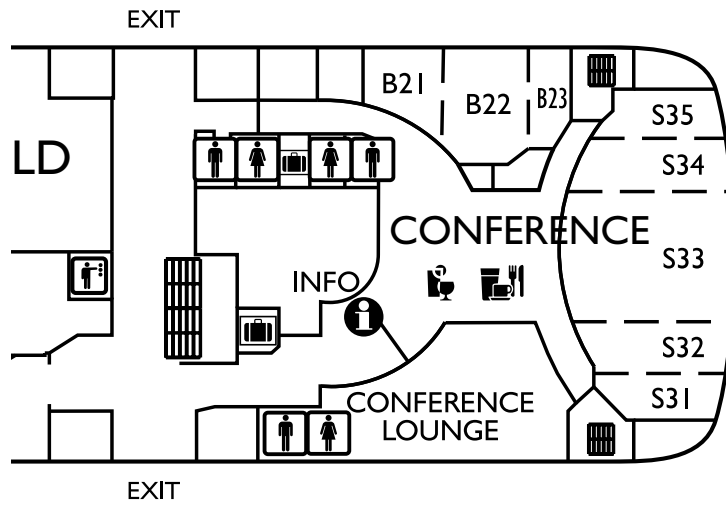 EXIT
B21
B22
B23
S35
LD
S34
CONFERENCE
S33
INFO
S32
CONFERENCE
LOUNGE
S31
EXIT